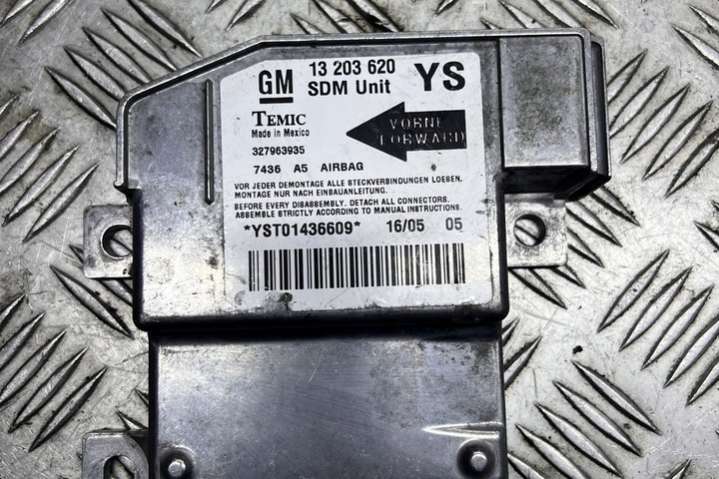 GM 13 203 620 YS
SDM Unit
TEMIC
Made in Mexico
VORNE
FORWARD
327963935
7436 A5 AIRBAG
VOR JEDER DEMONTAGE ALLE STECKVERBINDUNGEN LOESEN.
MONTAGE NUR NACH EINBAUANLEITUNG.
BEFORE EVERY DISASSEMBLY, DETACH ALL CONNECTORS.
ASSEMBLE STRICTLY ACCORDING TO MANUAL INSTRUCTIONS.
*YST01436609* 16/05 05